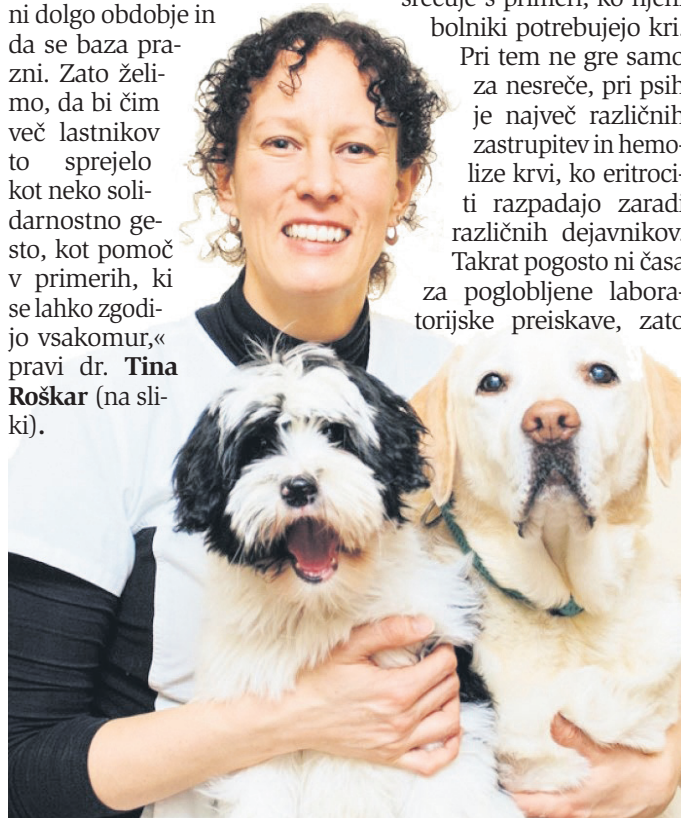 ni dolgo obdobje in
da se baza pra-
zni. Zato želi-
mo, da bi čim
več lastnikov
to sprejelo
kot neko soli-
darnostno ge-
sto, kot pomoč
v primerih, ki
se lahko zgodi-
jo vsakomur,«
pravi dr. Tina
Roškar (na sli-
ki).
bolniki potrebujejo kri.
Pri tem ne gre samo
za nesreče, pri psih
je največ različnih
zastrupitev in hemo-
lize krvi, ko eritroci-
ti razpadajo zaradi
različnih dejavnikov.
Takrat pogosto ni časa
za poglobljene labora-
torijske preiskave, zato